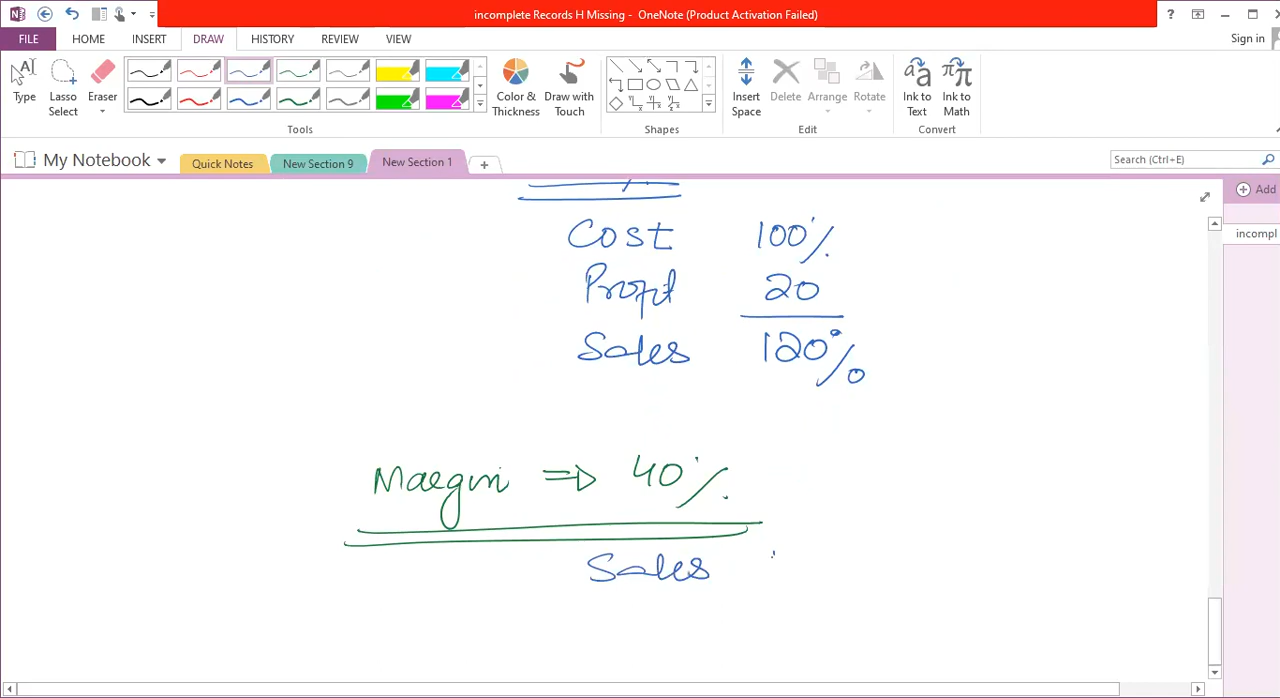 incomplete Records H Missing - OneNote (Product Activation Failed)
?
FILE HOME INSERT DRAW HISTORY REVIEW VIEW
Sign in
Type
Lasso Select
Eraser
Color & Thickness
Draw with Touch
Insert Space
Delete
Arrange
Rotate
Ink to Text
Ink to Math
Tools Shapes Edit Convert
My Notebook Quick Notes New Section 9 New Section 1
Search (Ctrl+E)
Add
incompl
Cost 100%
Profit 20
Sales 120%
Margin ⇒ 40%
Sales